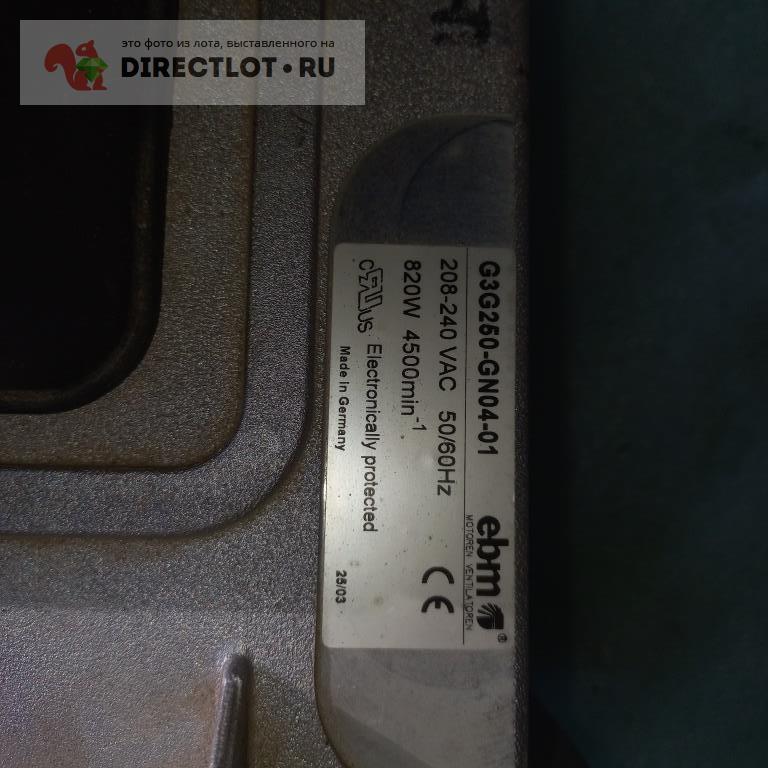 это фото из лота, выставленного на
DIRECTLOT.RU
G3G250-GN04-01
ebm
MOTOREN VENTILATOREN
®
208-240 VAC 50/60Hz
820W 4500min-1
CE
c us Electronically protected
Made in Germany
25/03